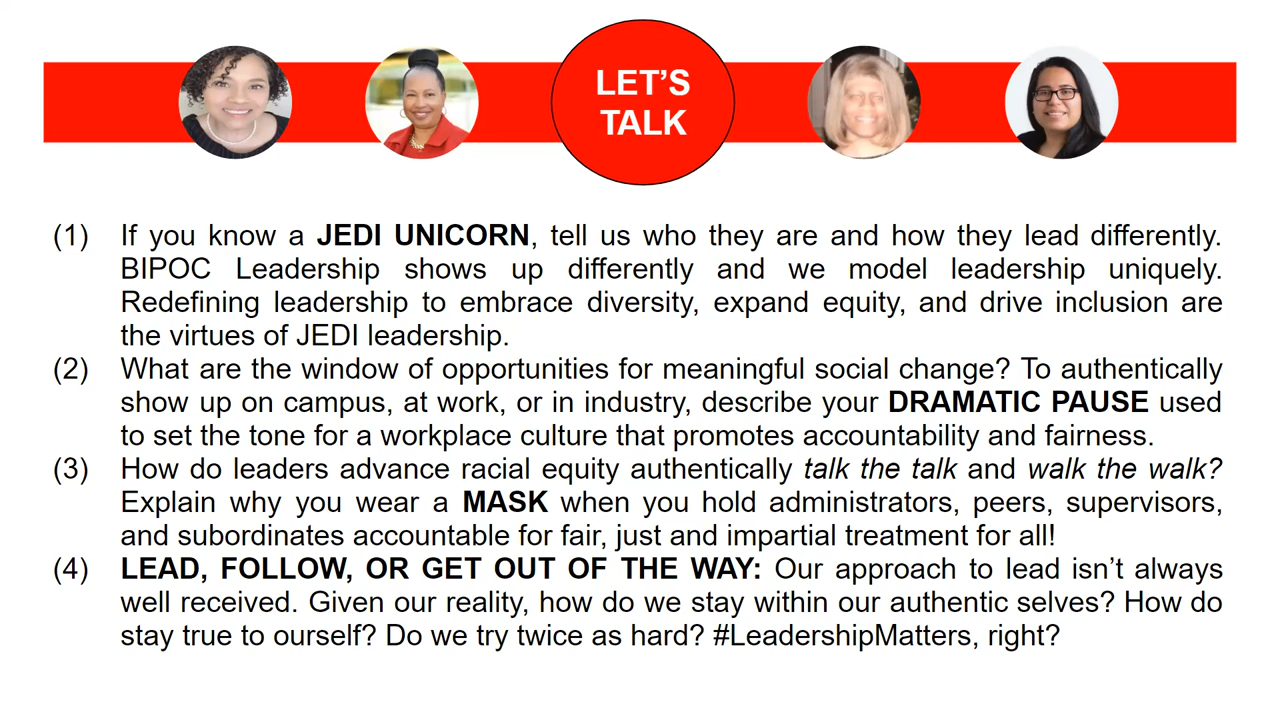 LET’S
TALK
(1) If you know a JEDI UNICORN, tell us who they are and how they lead differently.
BIPOC Leadership shows up differently and we model leadership uniquely.
Redefining leadership to embrace diversity, expand equity, and drive inclusion are
the virtues of JEDI leadership.
(2) What are the window of opportunities for meaningful social change? To authentically
show up on campus, at work, or in industry, describe your DRAMATIC PAUSE used
to set the tone for a workplace culture that promotes accountability and fairness.
(3) How do leaders advance racial equity authentically talk the talk and walk the walk?
Explain why you wear a MASK when you hold administrators, peers, supervisors,
and subordinates accountable for fair, just and impartial treatment for all!
(4) LEAD, FOLLOW, OR GET OUT OF THE WAY: Our approach to lead isn’t always
well received. Given our reality, how do we stay within our authentic selves? How do
stay true to ourself? Do we try twice as hard? #LeadershipMatters, right?